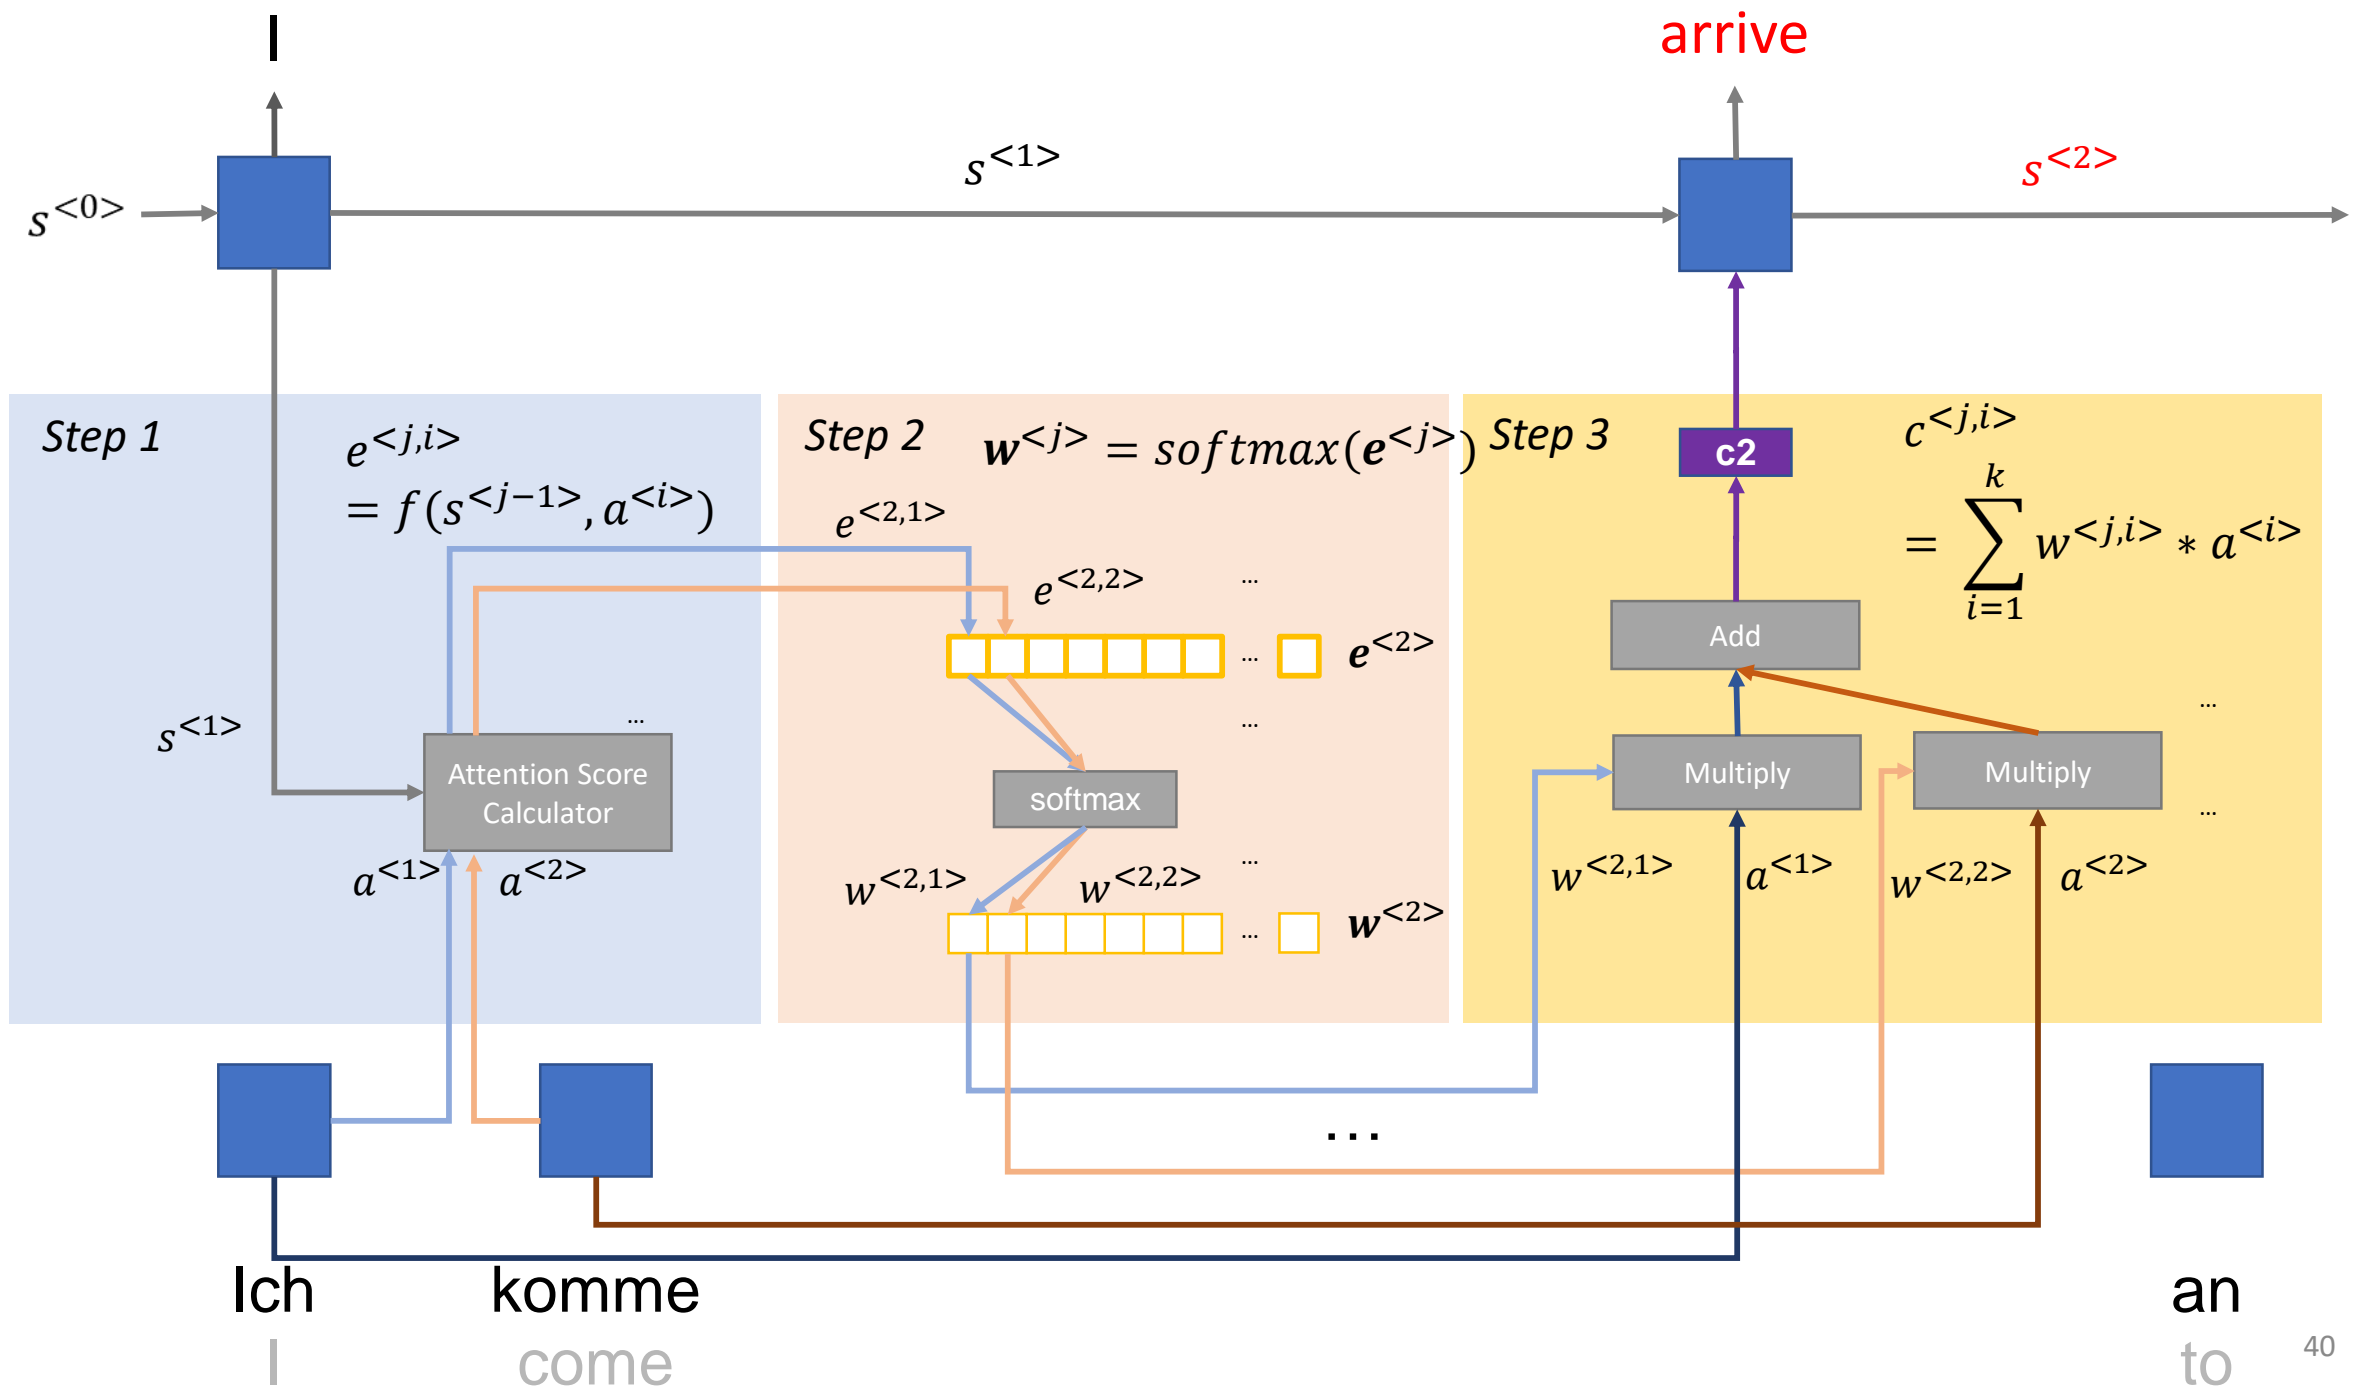 I
arrive
s^{<0>}
s^{<1>}
s^{<2>}
Step 1
e^{<j,i>}
= f(s^{<j−1>}, a^{<i>})
s^{<1>}
...
Attention Score
Calculator
a^{<1>}
a^{<2>}
Step 2
w^{<j>} = softmax(e^{<j>})
e^{<2,1>}
e^{<2,2>}
...
...
e^{<2>}
...
softmax
...
w^{<2,1>}
w^{<2,2>}
...
w^{<2>}
Step 3
c2
c^{<j,i>}
= \sum_{i=1}^{k} w^{<j,i>} * a^{<i>}
Add
...
Multiply
Multiply
...
w^{<2,1>}
a^{<1>}
w^{<2,2>}
a^{<2>}
...
Ich
komme
an
I
come
to
40